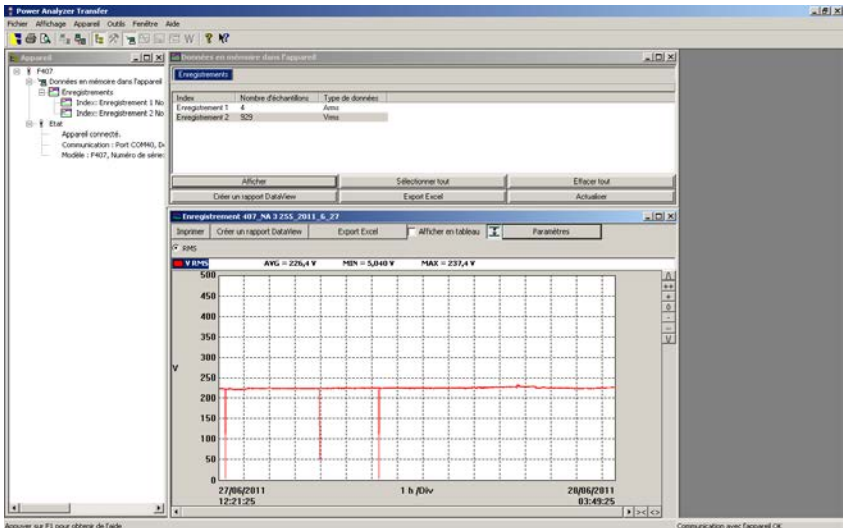 Power Analyzer Transfer
Fichier Affichage Appareil Outils Fenêtre Aide
Appareil
F407
Données en mémoire dans l'appareil
Enregistrements
Index: Enregistrement 1 No
Index: Enregistrement 2 No
Etat
Appareil connecté.
Communication : Port COM40, D
Modèle : F407, Numéro de série:
Données en mémoire dans l'appareil
Enregistrements
Index Nombre d'échantillons Type de données
Enregistrement 1 4 Arms
Enregistrement 2 929 Vrms
Afficher Sélectionner tout Effacer tout
Créer un rapport DataView Export Excel Actualiser
Enregistrement 407_NA 3 255_2011_6_27
Imprimer Créer un rapport DataView Export Excel Afficher en tableau Paramètres
RMS
V RMS AVG = 226,4 V MIN = 5,040 V MAX = 237,4 V
500
450
400
350
300
V
250
200
150
100
50
0
27/06/2011 1 h /Div 28/06/2011
12:21:25 03:49:25
Appuyer sur F1 pour obtenir de l'aide Communication avec l'appareil OK